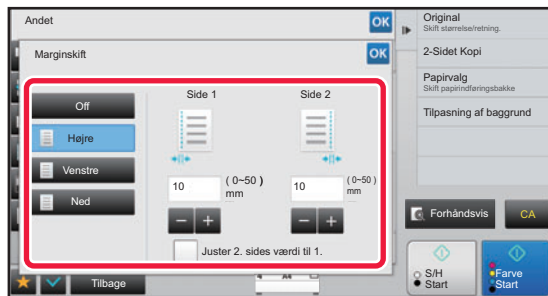 Andet
OK
Marginskift
OK
Off
Højre
Venstre
Ned
Side 1
Side 2
10
( 0~50 )
mm
10
( 0~50 )
mm
Juster 2. sides værdi til 1.
Tilbage
A4
Original
Skift størrelse/retning.
2-Sidet Kopi
Papirvalg
Skift papirindføringsbakke
Tilpasning af baggrund
Forhåndsvis
CA
S/H
Start
Farve
Start